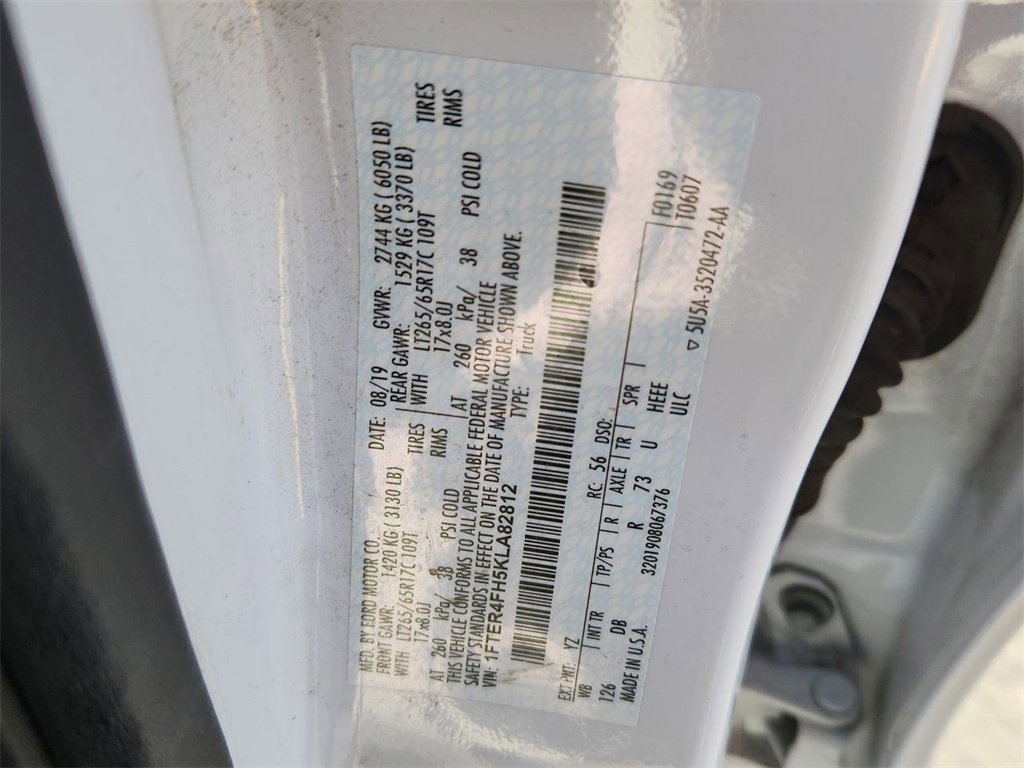 MFD. BY FORD MOTOR CO. DATE: 08/19 GVWR: 2744 KG ( 6050 LB)
FRONT GAWR: 1420 KG ( 3130 LB) REAR GAWR: 1529 KG ( 3370 LB)
WITH LT265/65R17C 109T TIRES WITH LT265/65R17C 109T TIRES
17x8.0J RIMS 17x8.0J RIMS
AT 260 kPa/ 38 PSI COLD AT 260 kPa/ 38 PSI COLD
THIS VEHICLE CONFORMS TO ALL APPLICABLE FEDERAL MOTOR VEHICLE
SAFETY STANDARDS IN EFFECT ON THE DATE OF MANUFACTURE SHOWN ABOVE.
VIN: 1FTER4FH5KLA82812 TYPE: Truck
EXT PNT: YZ RC: 56 DSO: F0169
WB INT TR TP/PS R AXLE TR SPR T0607
126 DB R 73 U HEEE
MADE IN U.S.A. 3201908067376 ULC ▽ 5U5A-3520472-AA